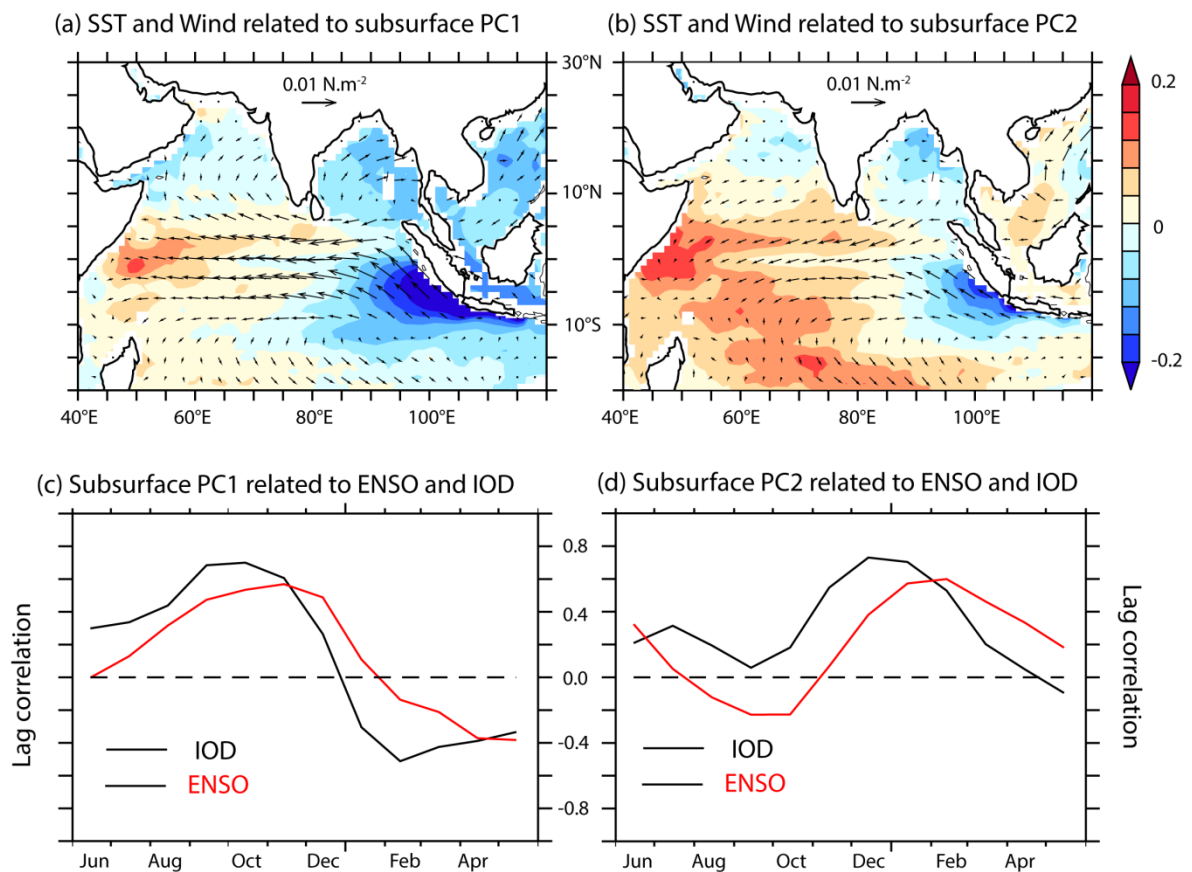 (a) SST and Wind related to subsurface PC1
(b) SST and Wind related to subsurface PC2
0.01 N.m⁻²
0.01 N.m⁻²
30°N
10°N
10°S
0.2
0
-0.2
40°E 60°E 80°E 100°E
40°E 60°E 80°E 100°E
(c) Subsurface PC1 related to ENSO and IOD
(d) Subsurface PC2 related to ENSO and IOD
Lag correlation
0.8
0.4
0.0
-0.4
-0.8
Lag correlation
IOD
ENSO
IOD
ENSO
Jun Aug Oct Dec Feb Apr
Jun Aug Oct Dec Feb Apr